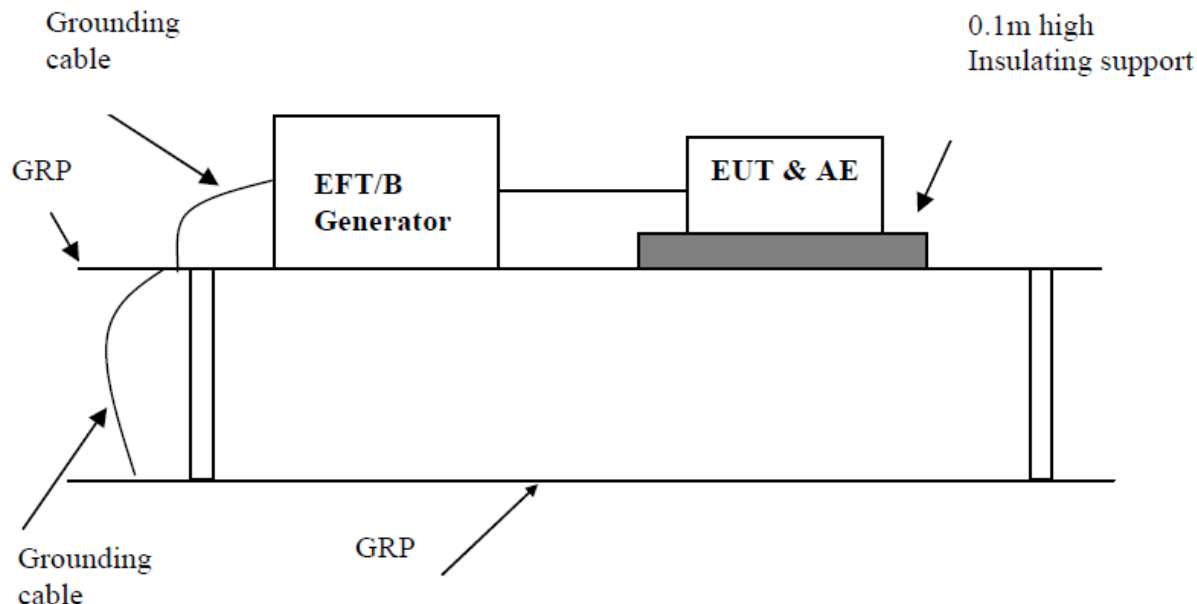 Grounding
cable
0.1m high
Insulating support
GRP
EFT/B
Generator
EUT & AE
Grounding
cable
GRP